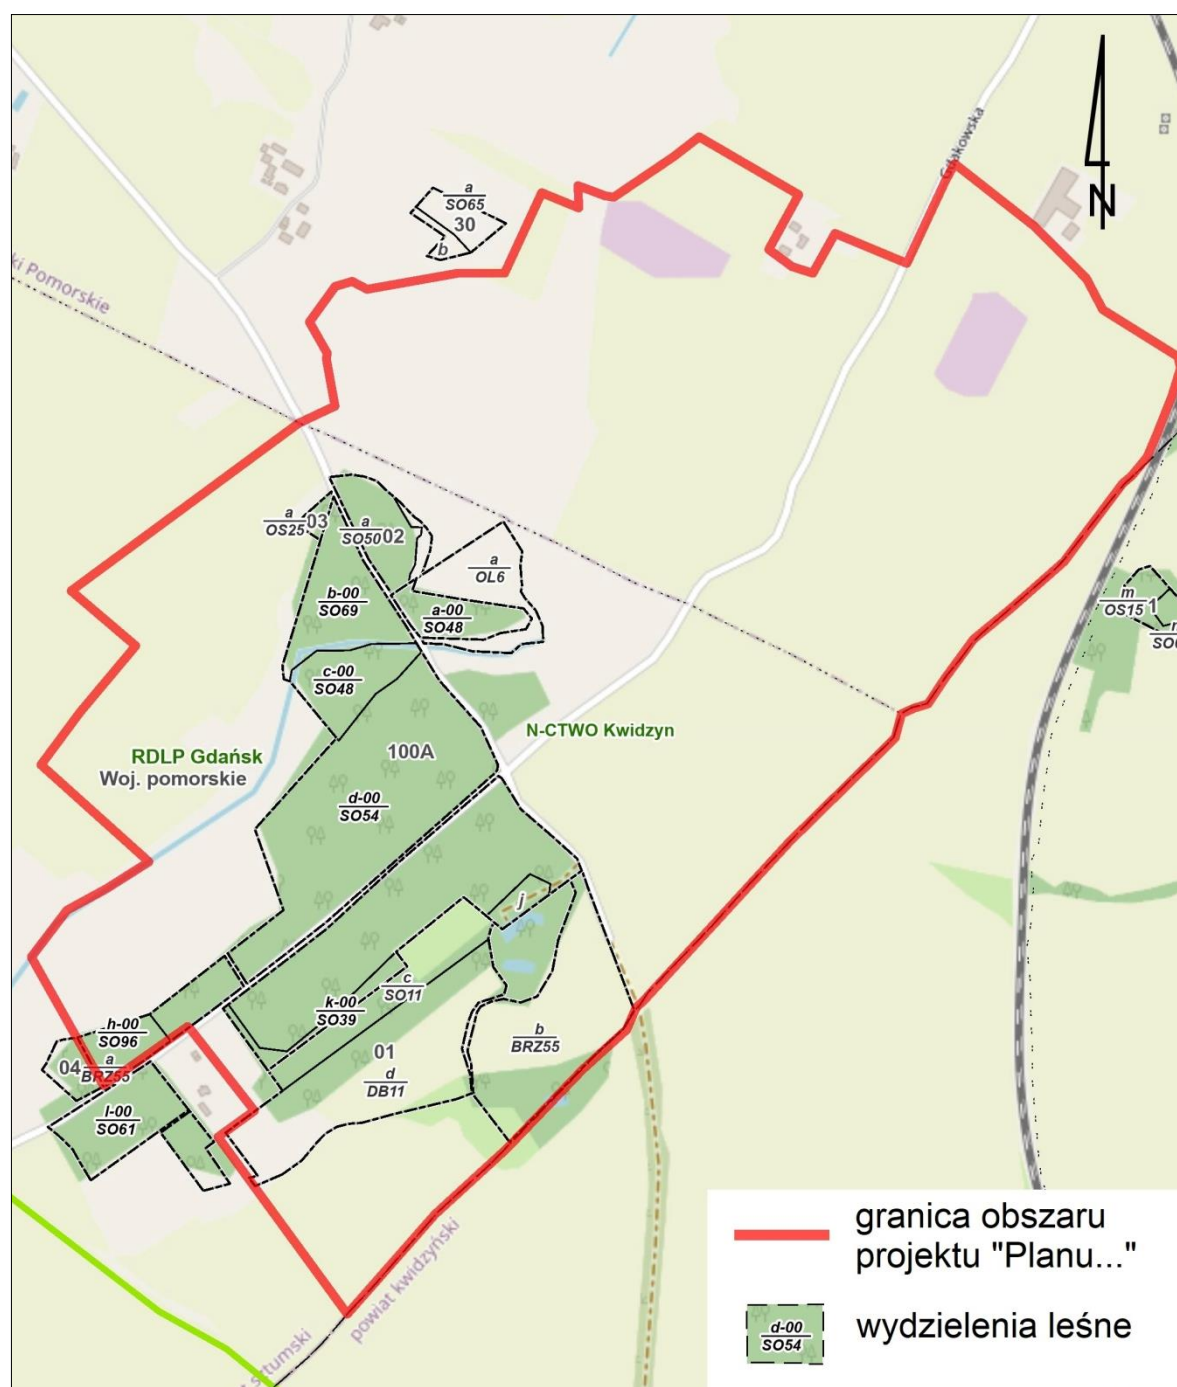 Gdakowska
N
a
SO65
30
b
ki Pomorskie
a
OS25
03
a
SO50
02
a
OL6
b-00
SO69
a-00
SO48
m
OS15
1
c-00
SO48
N-CTWO Kwidzyn
RDLP Gdańsk
Woj. pomorskie
100A
d-00
SO54
j
c
SO11
k-00
SO39
h-00
SO96
01
b
BRZ55
04
a
BRZ55
d
DB11
l-00
SO61
granica obszaru
projektu "Planu..."
powiat kwidzyński
sztumski
d-00
SO54
wydzielenia leśne